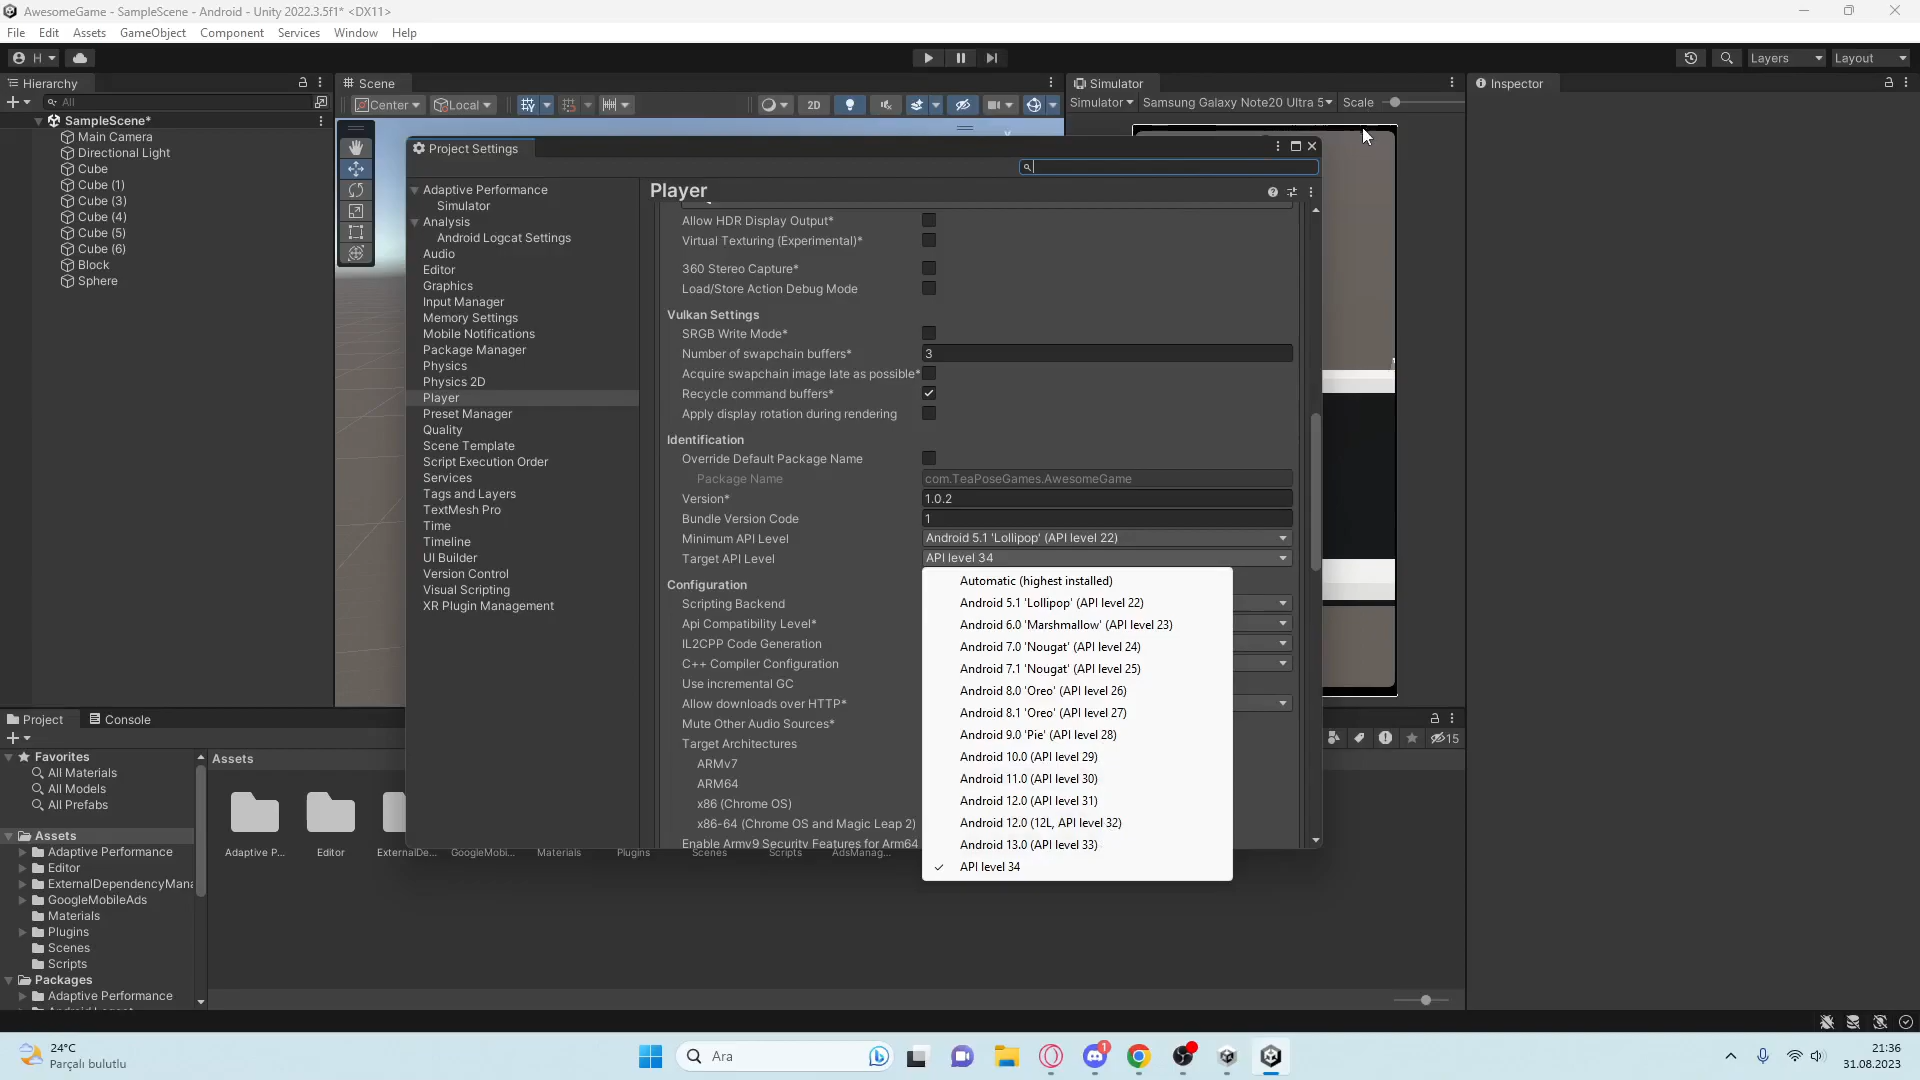 AwesomeGame - SampleScene - Android - Unity 2022.3.5f1* <DX11>
File Edit Assets GameObject Component Services Window Help
H
Layers
Layout
Hierarchy
All
SampleScene*
Main Camera
Directional Light
Cube
Cube (1)
Cube (3)
Cube (4)
Cube (5)
Cube (6)
Block
Sphere
Scene
Center
Local
2D
Simulator
Simulator
Samsung Galaxy Note20 Ultra 5
Scale
Inspector
Project Settings
Adaptive Performance
Simulator
Analysis
Android Logcat Settings
Audio
Editor
Graphics
Input Manager
Memory Settings
Mobile Notifications
Package Manager
Physics
Physics 2D
Player
Preset Manager
Quality
Scene Template
Script Execution Order
Services
Tags and Layers
TextMesh Pro
Time
Timeline
UI Builder
Version Control
Visual Scripting
XR Plugin Management
Player
Allow HDR Display Output*
Virtual Texturing (Experimental)*
360 Stereo Capture*
Load/Store Action Debug Mode
Vulkan Settings
SRGB Write Mode*
Number of swapchain buffers* 3
Acquire swapchain image late as possible*
Recycle command buffers*
Apply display rotation during rendering
Identification
Override Default Package Name
Package Name com.TeaPoseGames.AwesomeGame
Version* 1.0.2
Bundle Version Code 1
Minimum API Level Android 5.1 'Lollipop' (API level 22)
Target API Level API level 34
Configuration
Scripting Backend
Api Compatibility Level*
IL2CPP Code Generation
C++ Compiler Configuration
Use incremental GC
Allow downloads over HTTP*
Mute Other Audio Sources*
Target Architectures
ARMv7
ARM64
x86 (Chrome OS)
x86-64 (Chrome OS and Magic Leap 2)
Enable Armv9 Security Features for Arm64
Automatic (highest installed)
Android 5.1 'Lollipop' (API level 22)
Android 6.0 'Marshmallow' (API level 23)
Android 7.0 'Nougat' (API level 24)
Android 7.1 'Nougat' (API level 25)
Android 8.0 'Oreo' (API level 26)
Android 8.1 'Oreo' (API level 27)
Android 9.0 'Pie' (API level 28)
Android 10.0 (API level 29)
Android 11.0 (API level 30)
Android 12.0 (API level 31)
Android 12.0 (12L, API level 32)
Android 13.0 (API level 33)
API level 34
Project
Console
15
Favorites
All Materials
All Models
All Prefabs
Assets
Adaptive Performance
Editor
ExternalDependencyMana
GoogleMobileAds
Materials
Plugins
Scenes
Scripts
Packages
Adaptive Performance
Assets
Adaptive P... Editor ExternalDe... GoogleMobi... Materials Plugins Scenes Scripts AdsManag...
24°C
Parçalı bulutlu
Ara
1
21:36
31.08.2023